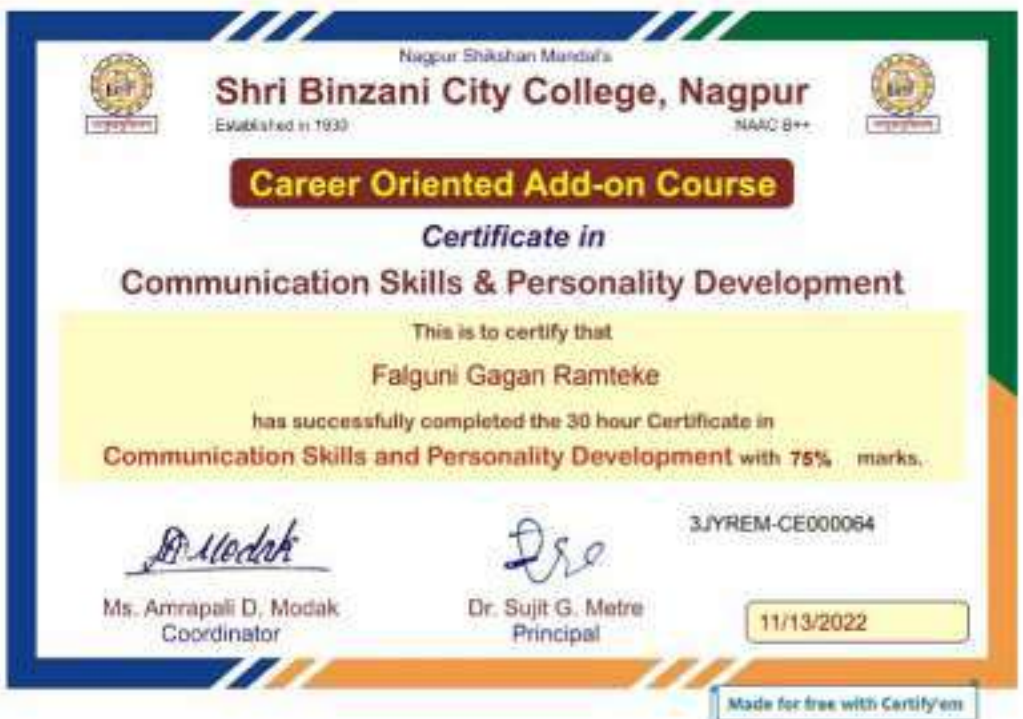 Nagpur Shikshan Mandal's
Shri Binzani City College, Nagpur
Established in 1930
NAAC B++
Career Oriented Add-on Course
Certificate in
Communication Skills & Personality Development
This is to certify that
Falguni Gagan Ramteke
has successfully completed the 30 hour Certificate in
Communication Skills and Personality Development with 75% marks.
3JYREM-CE000064
D. Modak
Ms. Amrapali D. Modak
Coordinator
Dr. Sujit G. Metre
Principal
11/13/2022
Made for free with Certify'em